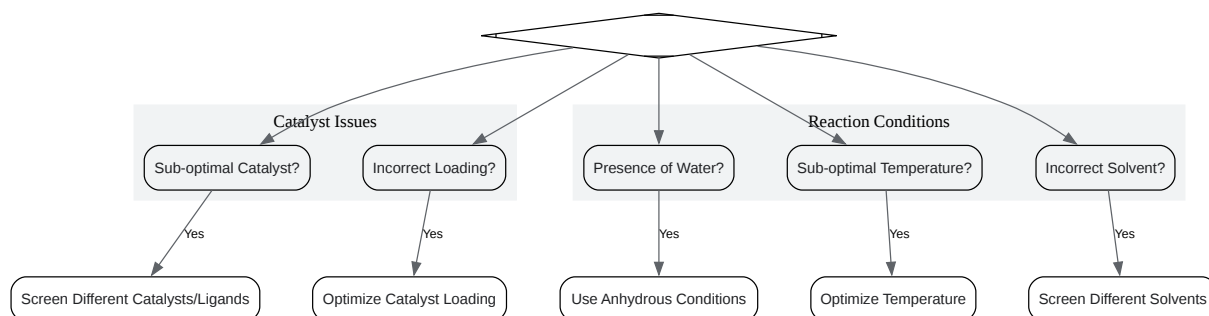 Catalyst Issues
Reaction Conditions
Sub-optimal Catalyst?
Incorrect Loading?
Presence of Water?
Sub-optimal Temperature?
Incorrect Solvent?
Yes
Yes
Yes
Yes
Yes
Screen Different Catalysts/Ligands
Optimize Catalyst Loading
Use Anhydrous Conditions
Optimize Temperature
Screen Different Solvents